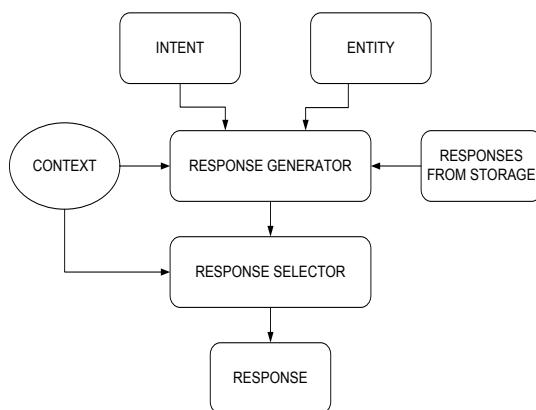 INTENT
ENTITY
CONTEXT
RESPONSE GENERATOR
RESPONSES
FROM STORAGE
RESPONSE SELECTOR
RESPONSE